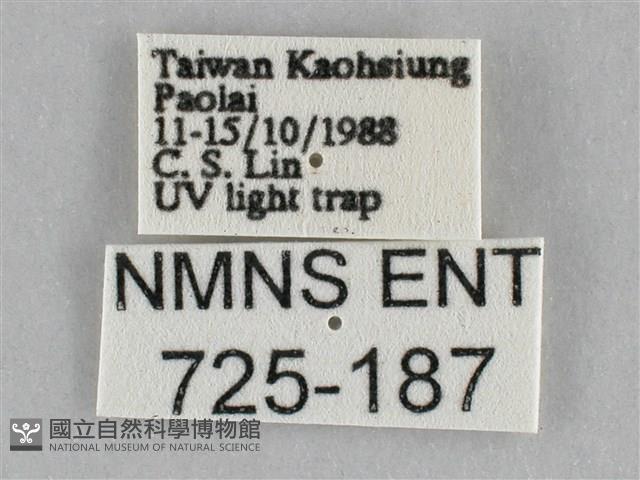 Taiwan Kaohsiung
Paolai
11-15/10/1988
C. S. Lin
UV light trap
NMNS ENT
725-187
國立自然科學博物館
NATIONAL MUSEUM OF NATURAL SCIENCE